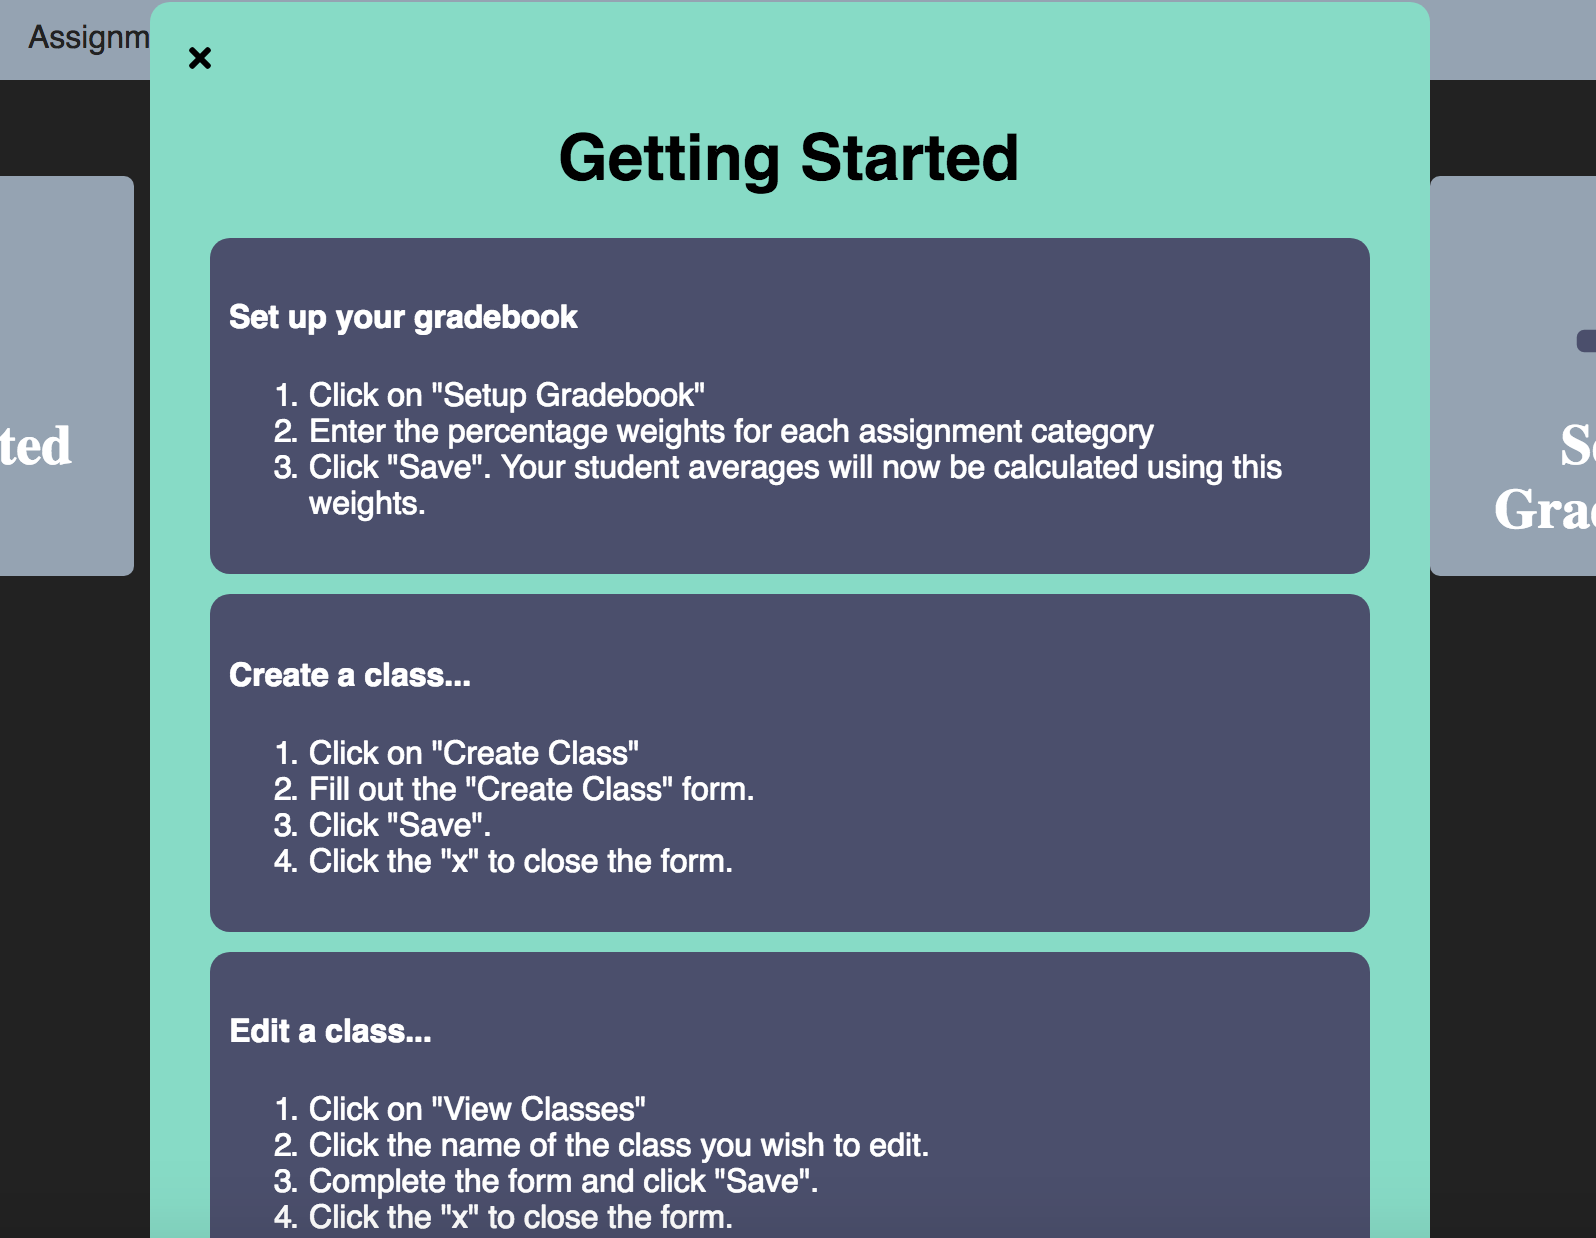 Assignm
×
Getting Started
Set up your gradebook
1. Click on "Setup Gradebook"
2. Enter the percentage weights for each assignment category
3. Click "Save". Your student averages will now be calculated using this
weights.
Create a class...
1. Click on "Create Class"
2. Fill out the "Create Class" form.
3. Click "Save".
4. Click the "x" to close the form.
Edit a class...
1. Click on "View Classes"
2. Click the name of the class you wish to edit.
3. Complete the form and click "Save".
4. Click the "x" to close the form.
ted
Se
Grad